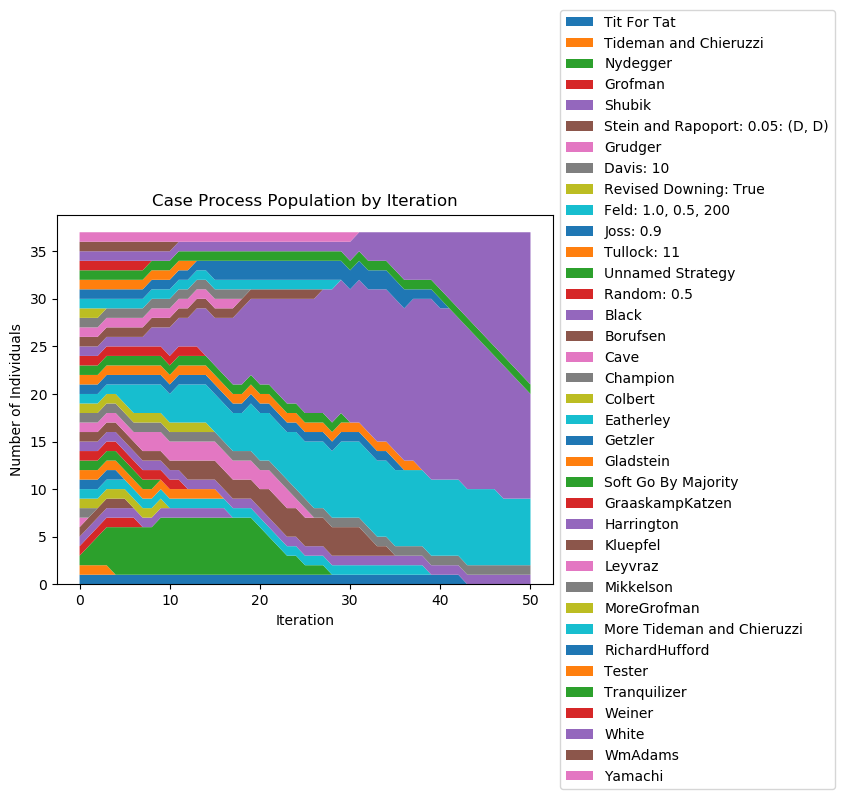 Case Process Population by Iteration
Number of Individuals
35
30
25
20
15
10
5
0
0 10 20 30 40 50
Iteration
Tit For Tat
Tideman and Chieruzzi
Nydegger
Grofman
Shubik
Stein and Rapoport: 0.05: (D, D)
Grudger
Davis: 10
Revised Downing: True
Feld: 1.0, 0.5, 200
Joss: 0.9
Tullock: 11
Unnamed Strategy
Random: 0.5
Black
Borufsen
Cave
Champion
Colbert
Eatherley
Getzler
Gladstein
Soft Go By Majority
GraaskampKatzen
Harrington
Kluepfel
Leyvraz
Mikkelson
MoreGrofman
More Tideman and Chieruzzi
RichardHufford
Tester
Tranquilizer
Weiner
White
WmAdams
Yamachi